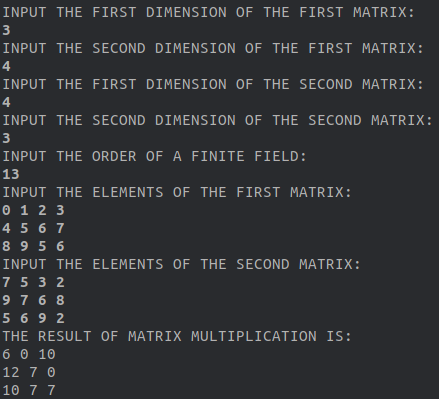 INPUT THE FIRST DIMENSION OF THE FIRST MATRIX:
3
INPUT THE SECOND DIMENSION OF THE FIRST MATRIX:
4
INPUT THE FIRST DIMENSION OF THE SECOND MATRIX:
4
INPUT THE SECOND DIMENSION OF THE SECOND MATRIX:
3
INPUT THE ORDER OF A FINITE FIELD:
13
INPUT THE ELEMENTS OF THE FIRST MATRIX:
0 1 2 3
4 5 6 7
8 9 5 6
INPUT THE ELEMENTS OF THE SECOND MATRIX:
7 5 3 2
9 7 6 8
5 6 9 2
THE RESULT OF MATRIX MULTIPLICATION IS:
6 0 10
12 7 0
10 7 7